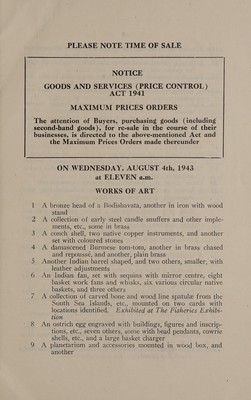 PLEASE NOTE TIME OF SALE
NOTICE
GOODS AND SERVICES (PRICE CONTROL)
ACT 1941
MAXIMUM PRICES ORDERS
The attention of Buyers, purchasing goods (including
second-hand goods), for re-sale in the course of their
businesses, is directed to the above-mentioned Act and
the Maximum Prices Orders made thereunder
ON WEDNESDAY, AUGUST 4th, 1943
at ELEVEN a.m.
WORKS OF ART
1 A bronze head of a Bodishavata, another in iron with wood
stand
2 A collection of early steel candle snuffers and other imple-
ments, etc., some in brass
3 A conch shell, two native copper instruments, and another
set with coloured stones
4 A damascened Burmese tom-tom, another in brass chased
and repoussé, and another, plain brass
5 Another Indian barrel shaped, and two others, smaller, with
leather adjustments
6 An Indian fan, set with sequins with mirror centre, eight
basket work fans and whisks, six various circular native
baskets, and three others
7 A collection of carved bone and wood line spatulæ from the
South Sea Islands, etc., mounted on two cards with
locations identified. Exhibited at The Fisheries Exhibi-
tion
8 An ostrich egg engraved with buildings, figures and inscrip-
tions, etc., seven others, some with bead pendants, cowrie
shells, etc., and a large basket charger
9 A planetarium and accessories mounted in wood box, and
another